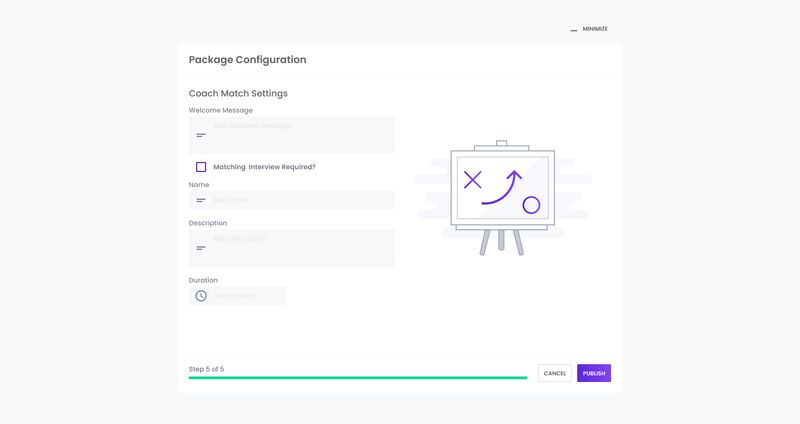 MINIMIZE
Package Configuration
Coach Match Settings
Welcome Message
Add welcome message
Matching Interview Required?
Name
Add Name
Description
Add Description
Duration
Add duration
Step 5 of 5
CANCEL
PUBLISH